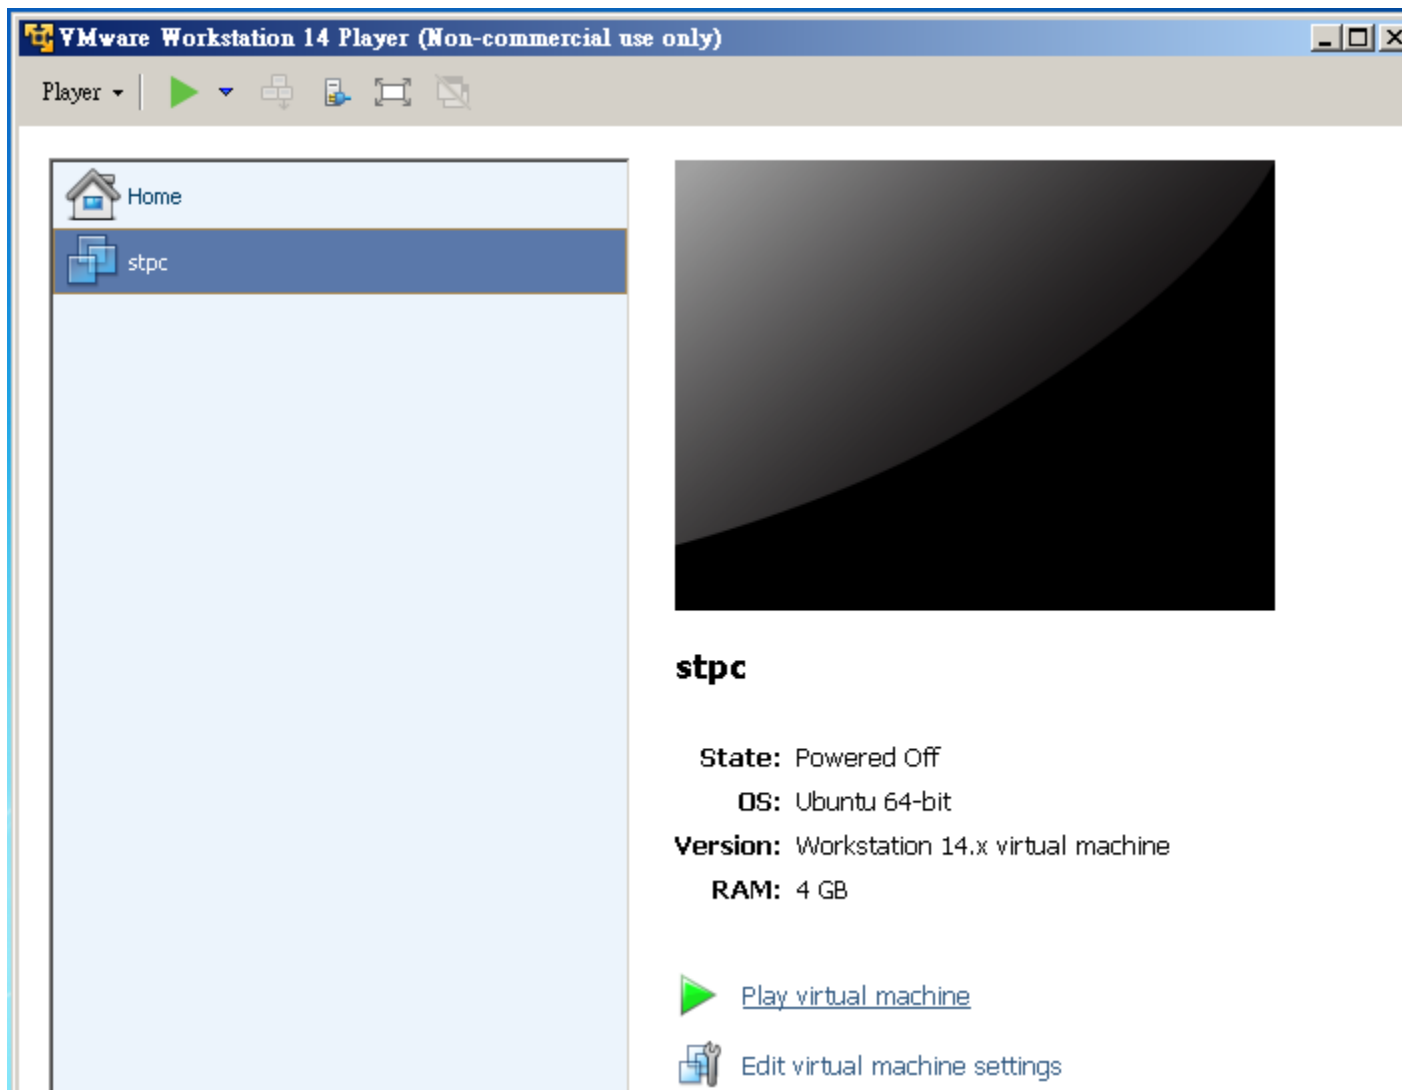 VMware Workstation 14 Player (Non-commercial use only)
Player
Home
stpc
stpc
State: Powered Off
OS: Ubuntu 64-bit
Version: Workstation 14.x virtual machine
RAM: 4 GB
Play virtual machine
Edit virtual machine settings